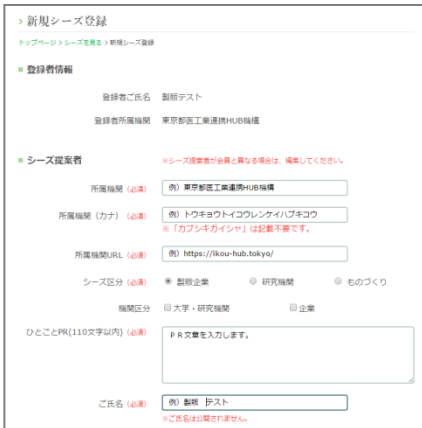 > 新規シーズ登録
トップページ > シーズを見る > 新規シーズ登録
登録者情報
登録者ご氏名 製販テスト
登録者所属機関 東京都医工業連携HUB機構
シーズ提案者 ※シーズ提案者が会員と異なる場合は、編集してください。
所属機関 (必須) 例）東京都医工業連携HUB機構
所属機関（カナ） (必須) 例）トウキョウトイコウレンケイハブキコウ
※「カブシキガイシャ」は記載不要です。
所属機関URL (必須) 例）https://ikou-hub.tokyo/
シーズ区分 (必須) 製販企業 研究機関 ものづくり
機関区分 大学・研究機関 企業
ひとことPR(110文字以内) (必須) ＰＲ文章を入力します。
ご氏名 (必須) 例）製販 テスト
※ご氏名は公開されません。